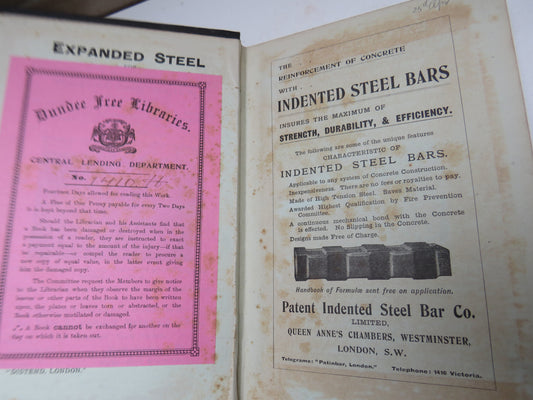 EXPANDED STEEL
Dundee Free Libraries.
CENTRAL LENDING DEPARTMENT.
No.
Fourteen Days allowed for reading this Work.
A Fine of One Penny payable for every Two Days
It is kept beyond that time.
Should the Librarian and his Assistants find that
a Book has been damaged or destroyed when in the
possession of a reader, they are instructed to exact
a payment equal to the amount of the injury—if that
be repairable—or compel the reader to procure a
new copy of equal value, in the latter event giving
him the damaged copy.
The Committee request the Members to give notice
to the Librarian when they observe the margin of the
leaves or other parts of the Book to have been written
upon, the plates or leaves torn or abstracted, or the
Book otherwise mutilated or damaged.
A Book cannot be exchanged for another on the
day on which it is taken out.
LONDON."
THE
REINFORCEMENT OF CONCRETE
WITH
INDENTED STEEL BARS
INSURES THE MAXIMUM OF
STRENGTH, DURABILITY, & EFFICIENCY.
The following are some of the unique features
CHARACTERISTIC OF
INDENTED STEEL BARS.
Applicable to any system of Concrete Construction.
Inexpensiveness. There are no fees or royalties to pay.
Made of High Tension Steel. Saves Material.
Awarded Highest Qualification by Fire Prevention
Committee.
A continuous mechanical bond with the Concrete
is effected. No Slipping in the Concrete.
Designs made Free of Charge.
Handbook of Formulæ sent free on application.
Patent Indented Steel Bar Co.
LIMITED,
QUEEN ANNE'S CHAMBERS, WESTMINSTER,
LONDON, S.W.
Telegrams: "Patinbar, London." Telephone: 1410 Victoria.